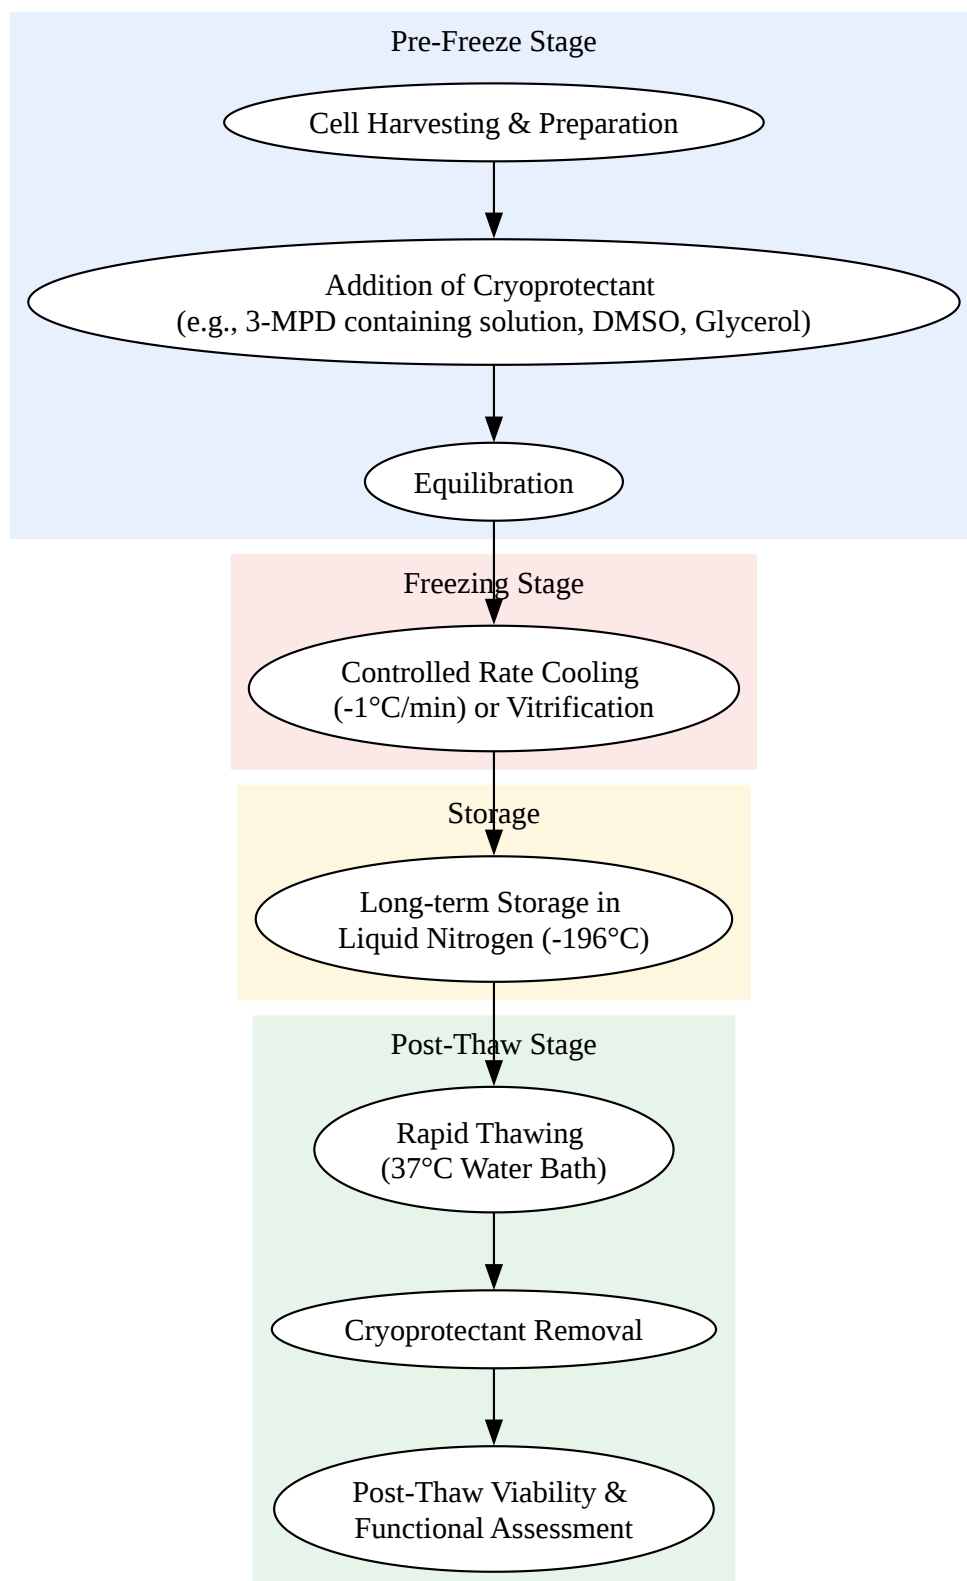 Pre-Freeze Stage
Cell Harvesting & Preparation
Addition of Cryoprotectant
(e.g., 3-MPD containing solution, DMSO, Glycerol)
Equilibration
Freezing Stage
Controlled Rate Cooling
(-1°C/min) or Vitrification
Storage
Long-term Storage in
Liquid Nitrogen (-196°C)
Post-Thaw Stage
Rapid Thawing
(37°C Water Bath)
Cryoprotectant Removal
Post-Thaw Viability &
Functional Assessment